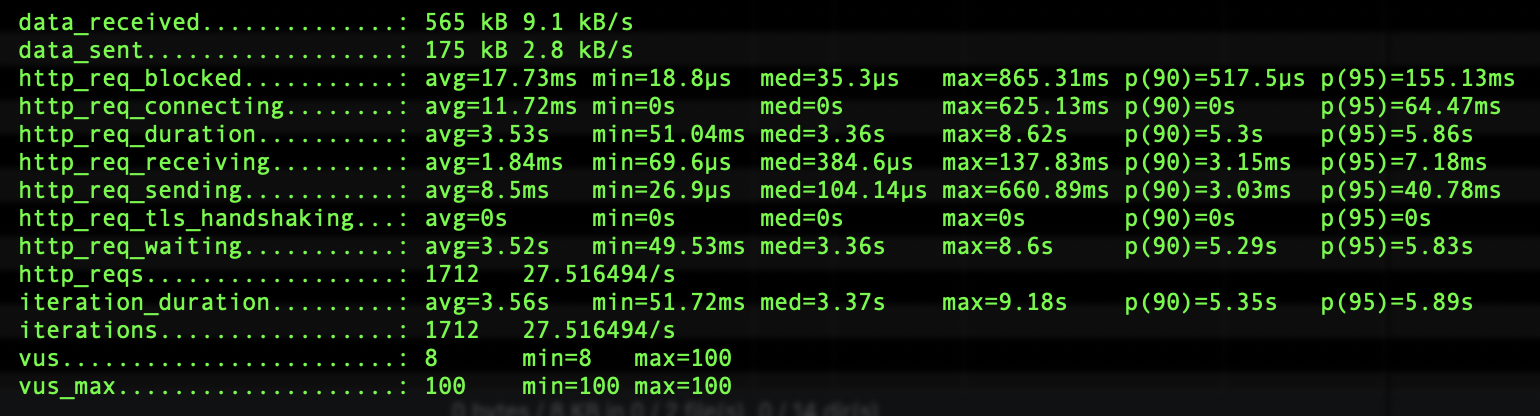 data_received..............: 565 kB 9.1 kB/s
data_sent..................: 175 kB 2.8 kB/s
http_req_blocked...........: avg=17.73ms min=18.8µs  med=35.3µs   max=865.31ms p(90)=517.5µs p(95)=155.13ms
http_req_connecting........: avg=11.72ms min=0s      med=0s       max=625.13ms p(90)=0s      p(95)=64.47ms
http_req_duration..........: avg=3.53s   min=51.04ms med=3.36s    max=8.62s    p(90)=5.3s    p(95)=5.86s
http_req_receiving.........: avg=1.84ms  min=69.6µs  med=384.6µs  max=137.83ms p(90)=3.15ms  p(95)=7.18ms
http_req_sending...........: avg=8.5ms   min=26.9µs  med=104.14µs max=660.89ms p(90)=3.03ms  p(95)=40.78ms
http_req_tls_handshaking...: avg=0s      min=0s      med=0s       max=0s       p(90)=0s      p(95)=0s
http_req_waiting...........: avg=3.52s   min=49.53ms med=3.36s    max=8.6s     p(90)=5.29s   p(95)=5.83s
http_reqs..................: 1712   27.516494/s
iteration_duration.........: avg=3.56s   min=51.72ms med=3.37s    max=9.18s    p(90)=5.35s   p(95)=5.89s
iterations.................: 1712   27.516494/s
vus........................: 8      min=8   max=100
vus_max....................: 100    min=100 max=100